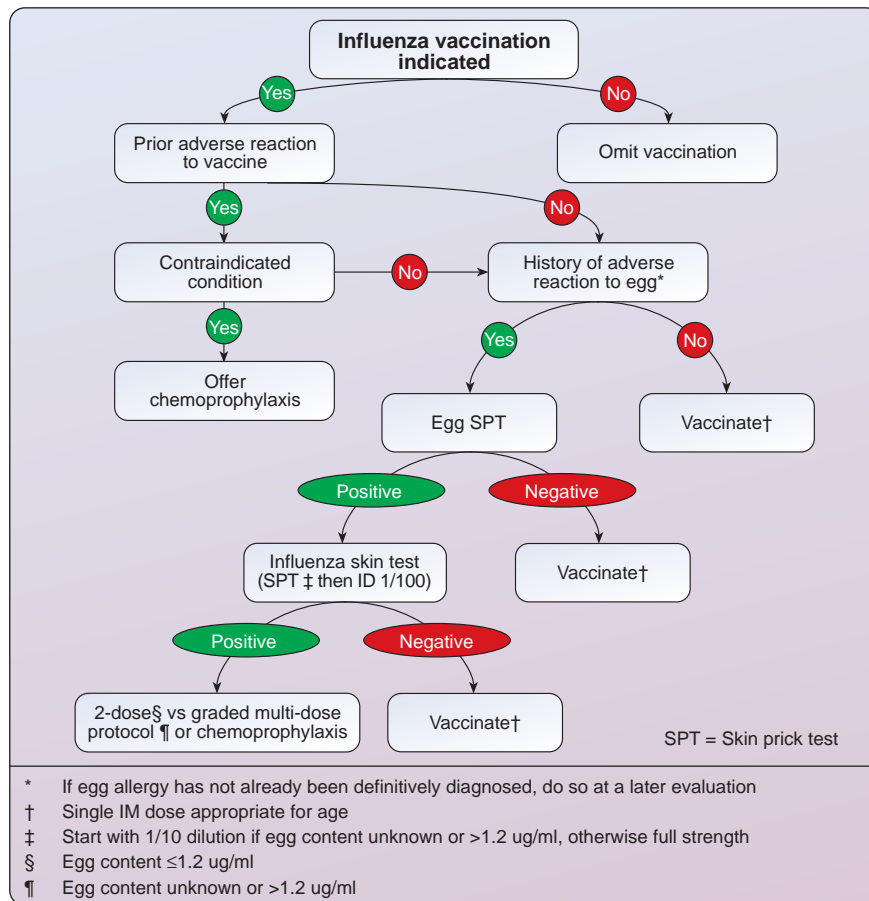 Influenza vaccination
indicated
Yes
No
Prior adverse reaction
to vaccine
Omit vaccination
Yes
No
Contraindicated
condition
No
History of adverse
reaction to egg*
Yes
Yes
No
Offer
chemoprophylaxis
Egg SPT
Vaccinate†
Positive
Negative
Influenza skin test
(SPT ‡ then ID 1/100)
Vaccinate†
Positive
Negative
2-dose§ vs graded multi-dose
protocol ¶ or chemoprophylaxis
Vaccinate†
SPT = Skin prick test
* If egg allergy has not already been definitively diagnosed, do so at a later evaluation
† Single IM dose appropriate for age
‡ Start with 1/10 dilution if egg content unknown or >1.2 ug/ml, otherwise full strength
§ Egg content ≤1.2 ug/ml
¶ Egg content unknown or >1.2 ug/ml